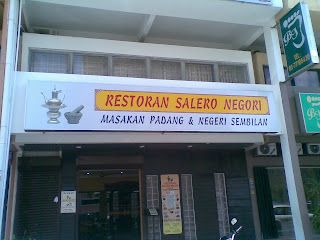 RESTORAN SALERO NEGORI
MASAKAN PADANG & NEGERI SEMBILAN